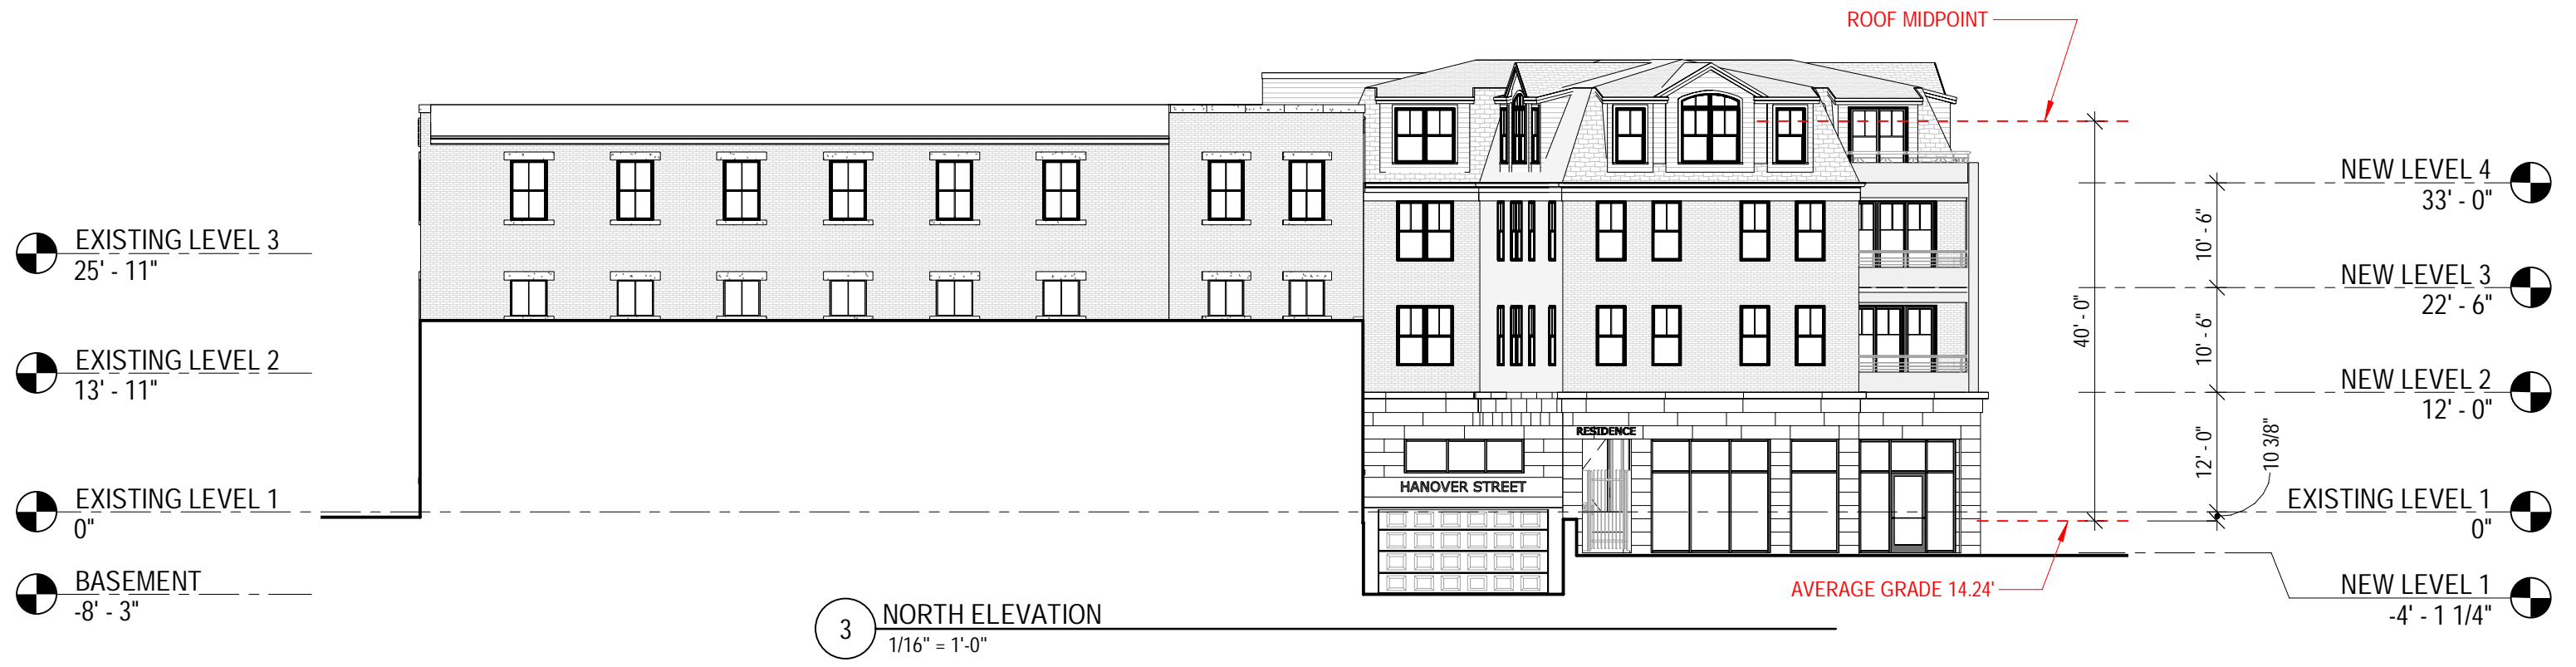 ROOF MIDPOINT
EXISTING LEVEL 3
25' - 11"
EXISTING LEVEL 2
13' - 11"
EXISTING LEVEL 1
0"
BASEMENT
-8' - 3"
RESIDENCE
HANOVER STREET
40' - 0"
10' - 6"
10' - 6"
12' - 0"
10 3/8"
NEW LEVEL 4
33' - 0"
NEW LEVEL 3
22' - 6"
NEW LEVEL 2
12' - 0"
EXISTING LEVEL 1
0"
NEW LEVEL 1
-4' - 1 1/4"
AVERAGE GRADE 14.24'
3
NORTH ELEVATION
1/16" = 1'-0"